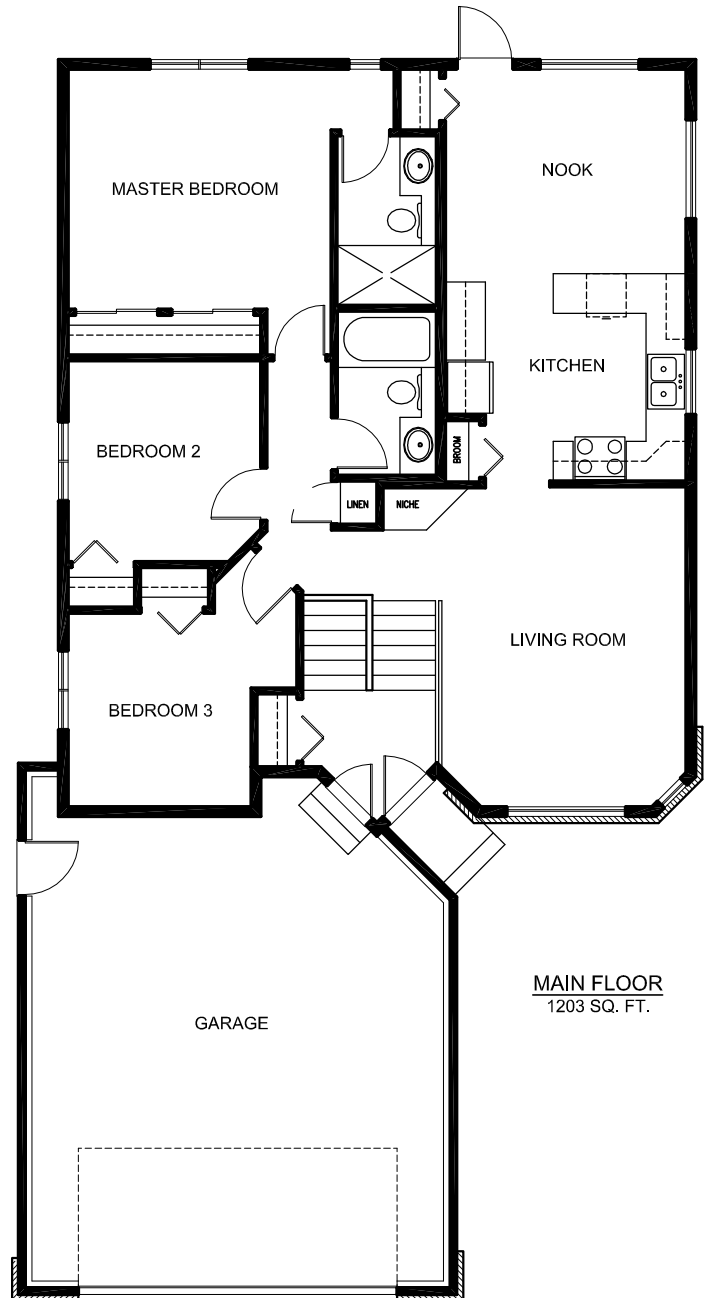 NOOK
MASTER BEDROOM
KITCHEN
BEDROOM 2
BROOM
LINEN
NICHE
LIVING ROOM
BEDROOM 3
MAIN FLOOR
1203 SQ. FT.
GARAGE